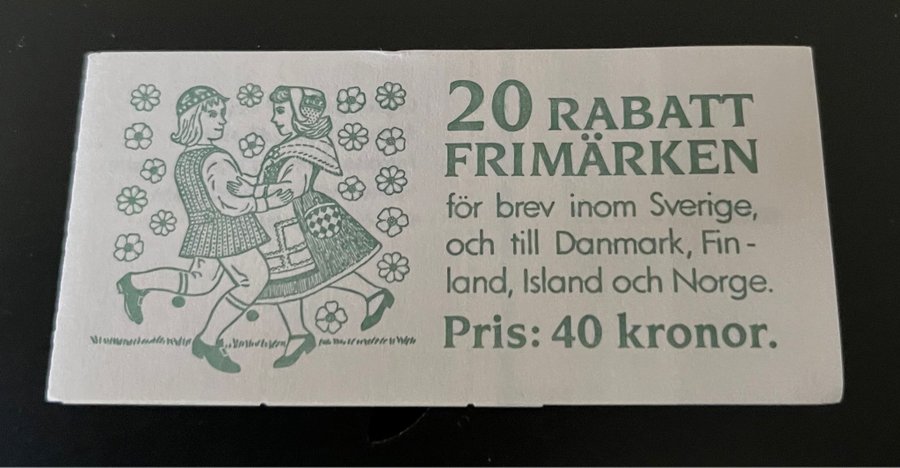 20 RABATT
FRIMÄRKEN
för brev inom Sverige,
och till Danmark, Fin-
land, Island och Norge.
Pris: 40 kronor.